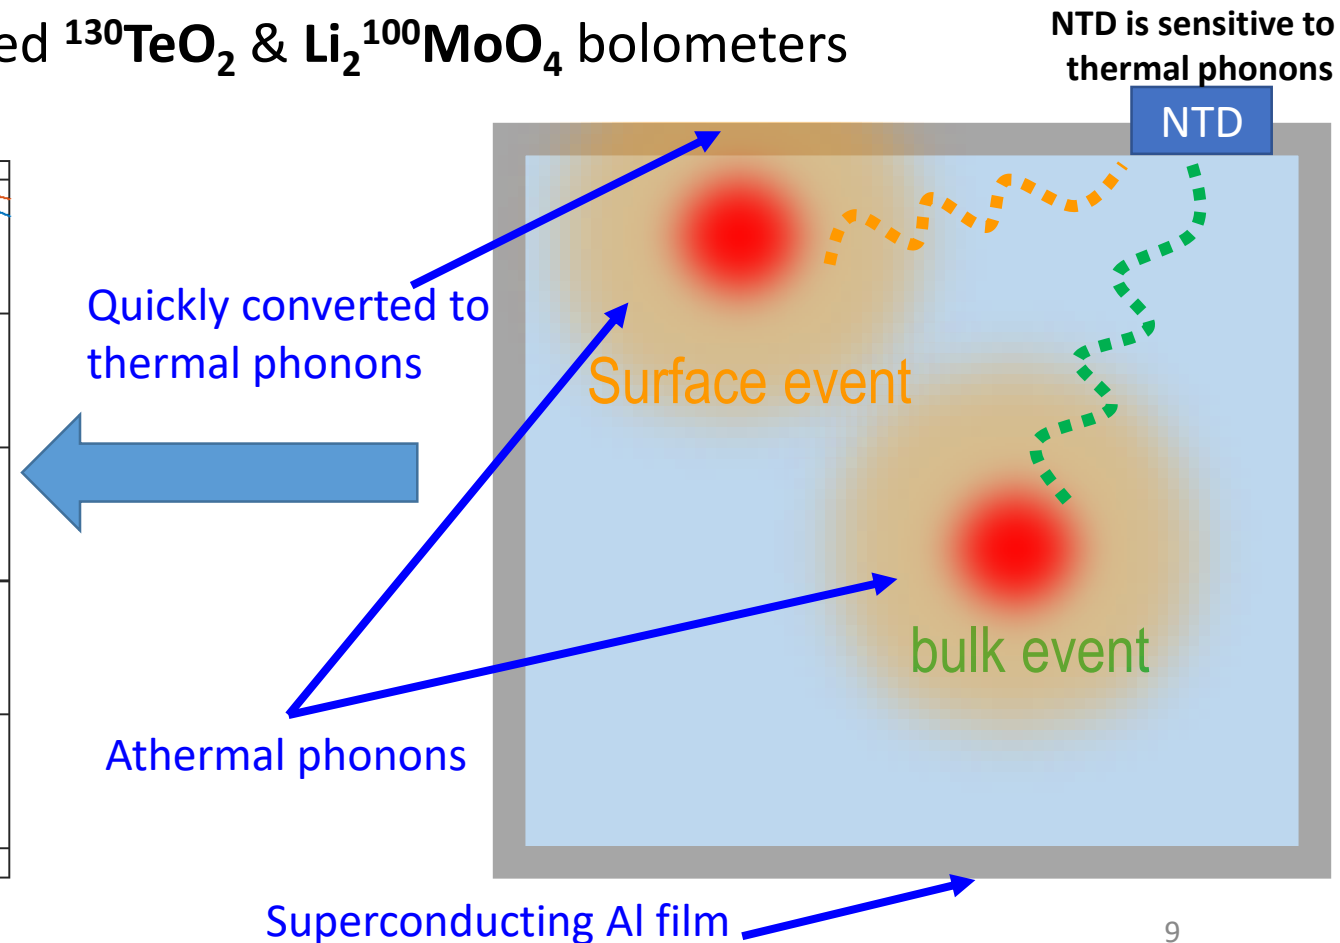 ed ¹³⁰TeO₂ & Li₂¹⁰⁰MoO₄ bolometers
NTD is sensitive to
thermal phonons
NTD
Quickly converted to
thermal phonons
Surface event
bulk event
Athermal phonons
Superconducting Al film
9